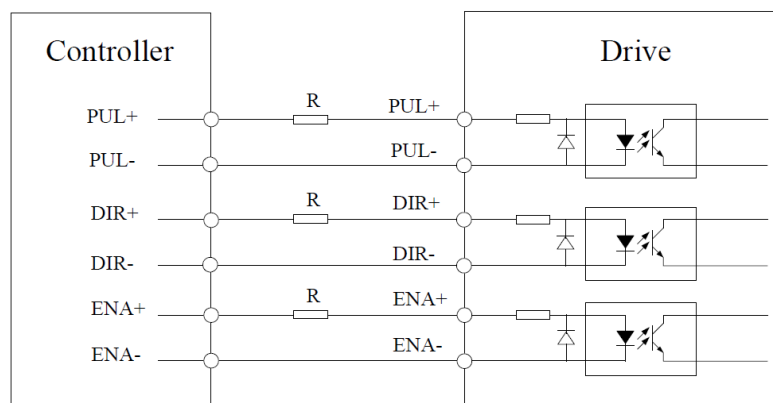 Controller
Drive
PUL+ R PUL+
PUL- PUL-
DIR+ R DIR+
DIR- DIR-
ENA+ R ENA+
ENA- ENA-